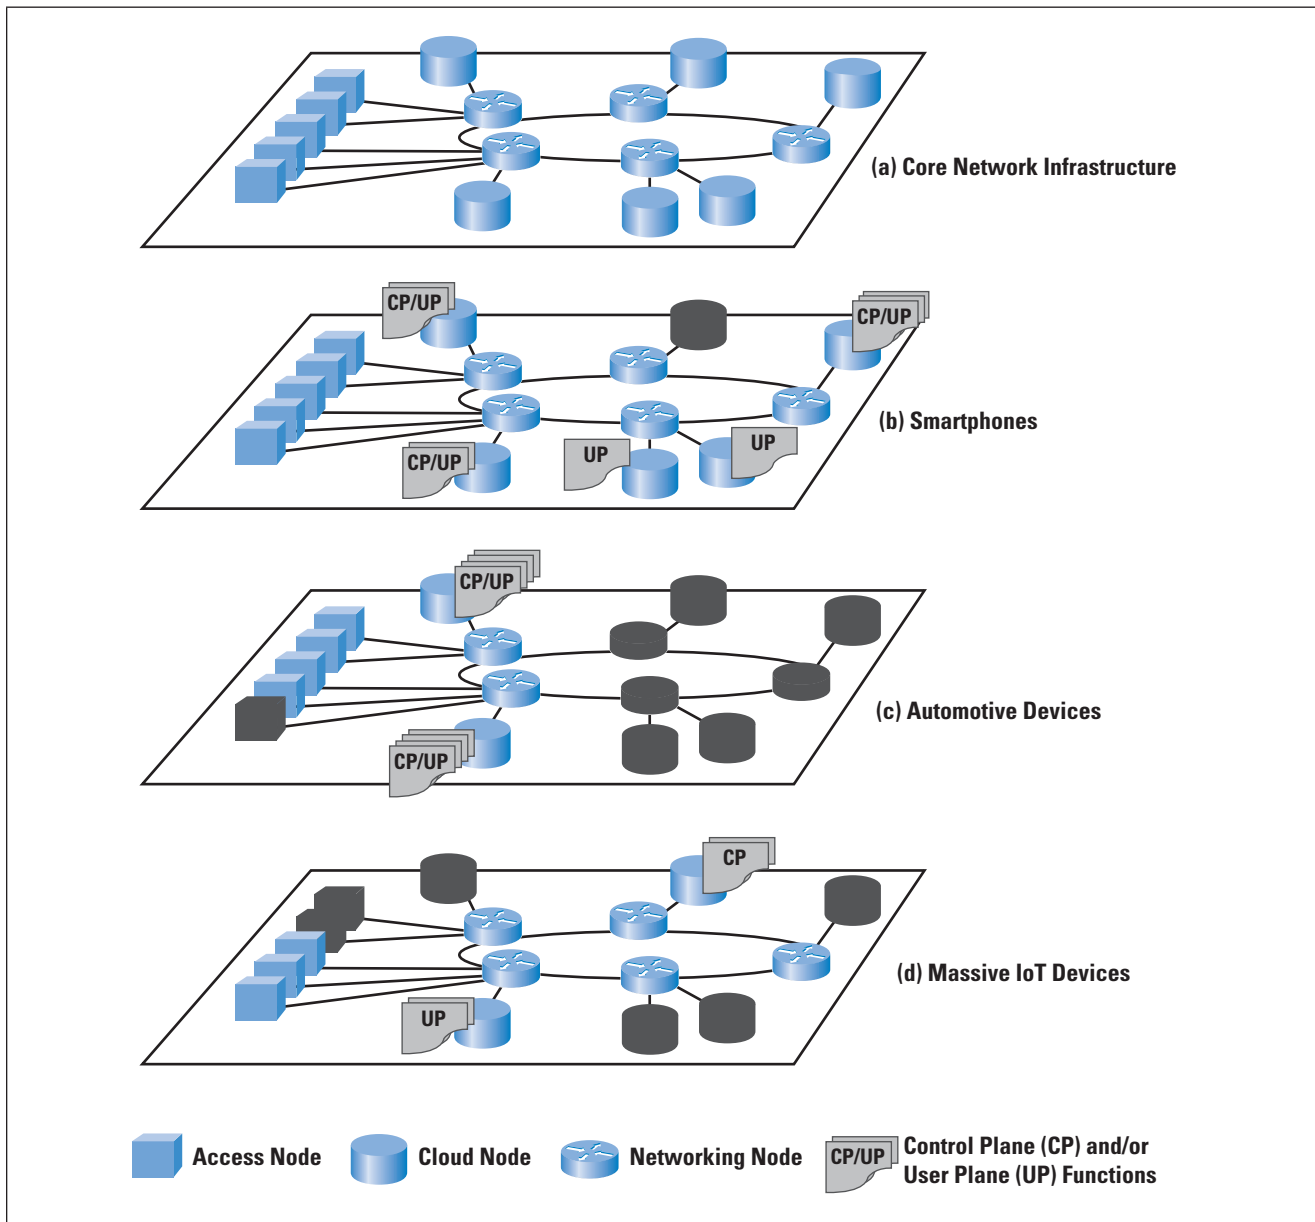 (a) Core Network Infrastructure
CP/UP
CP/UP
(b) Smartphones
CP/UP
UP
UP
CP/UP
(c) Automotive Devices
CP/UP
CP
(d) Massive IoT Devices
UP
Access Node
Cloud Node
Networking Node
CP/UP
Control Plane (CP) and/or
User Plane (UP) Functions